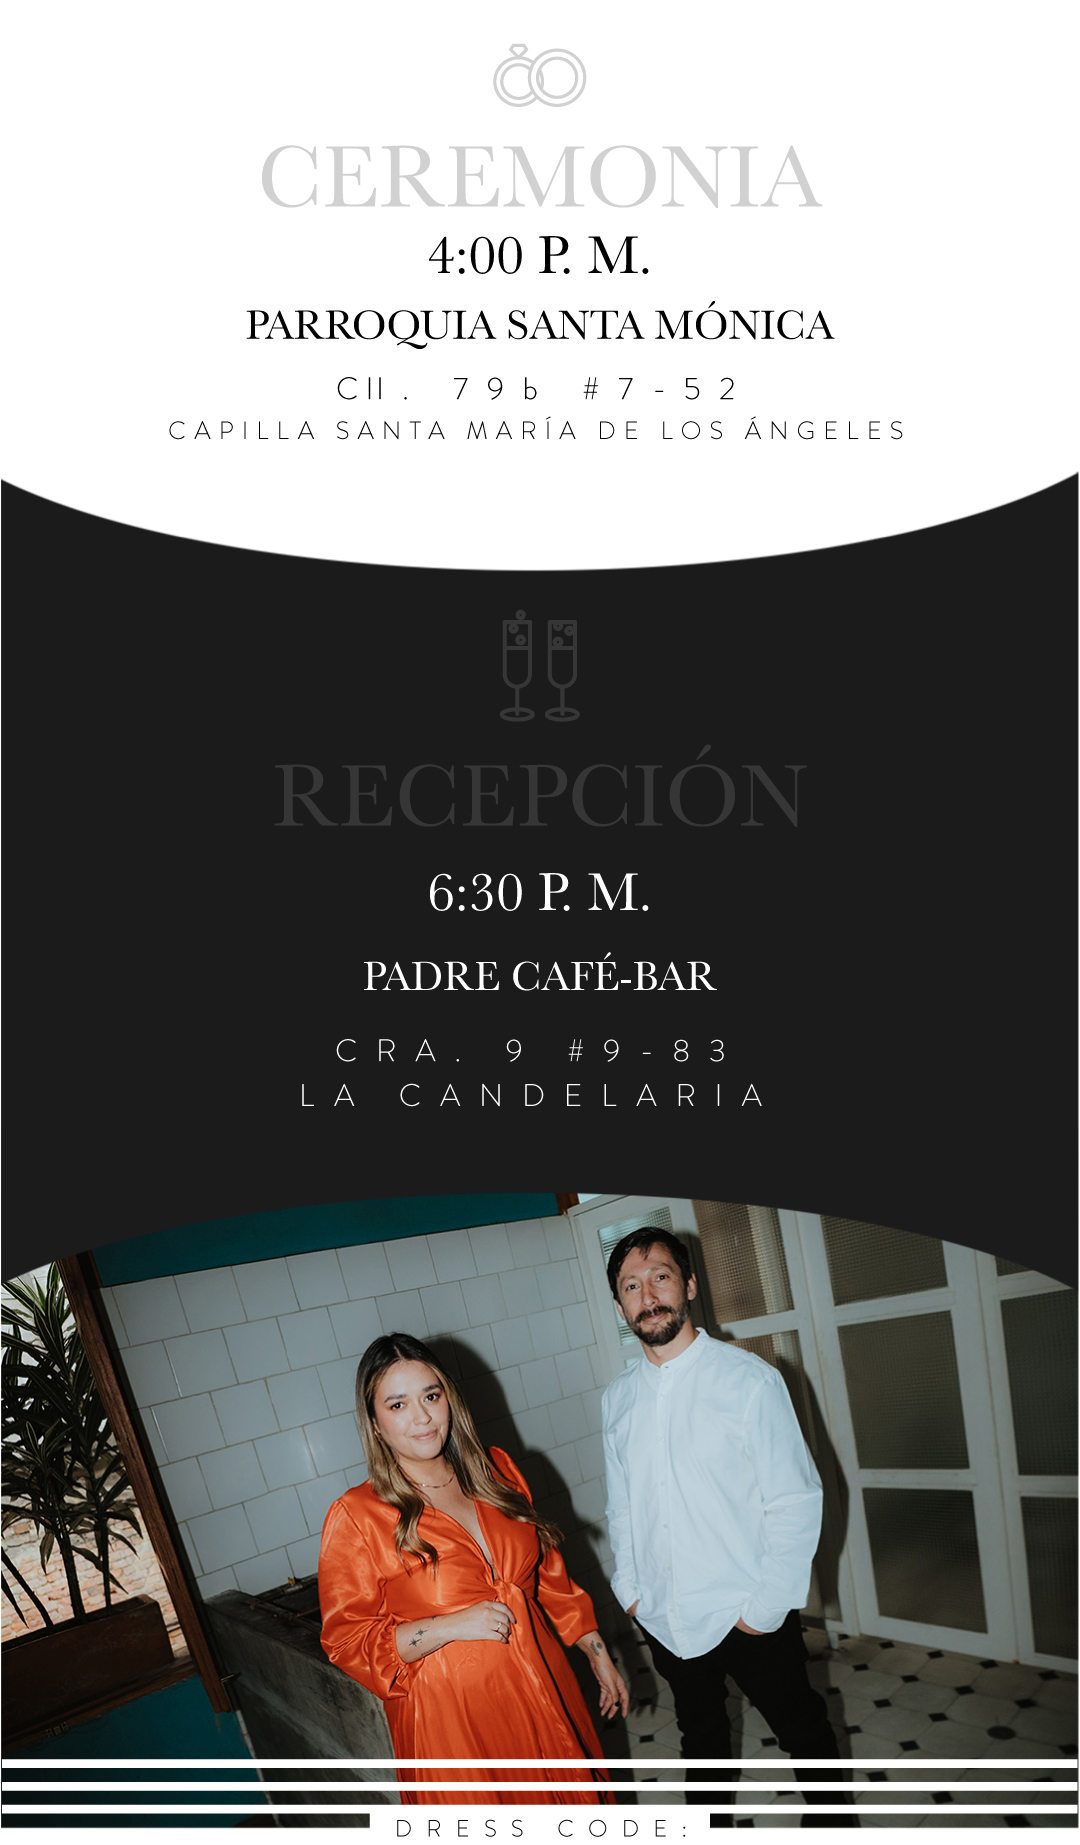 CEREMONIA
4:00 P. M.
PARROQUIA SANTA MÓNICA
Cll. 79b #7-52
CAPILLA SANTA MARÍA DE LOS ÁNGELES
RECEPCIÓN
6:30 P. M.
PADRE CAFÉ-BAR
CRA. 9 #9-83
LA CANDELARIA
DRESS CODE: